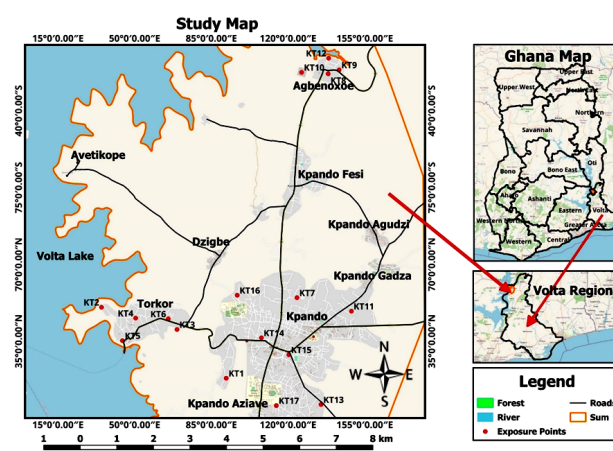 Study Map
15°0'0.00"E 50°0'0.00"E 85°0'0.00"E 120°0'0.00"E 155°0'0.00"E
40°0'0.00"S
75°0'0.00"S
70°0'0.00"N
35°0'0.00"N
40°0'0.00"S
75°0'0.00"S
70°0'0.00"N
35°0'0.00"N
KT12
KT10
KT9
KT8
Agbenoxoe
Avetikope
Kpando Fesi
Kpando Agudzi
Dzigbe
Volta Lake
Kpando Gadza
KT16
KT7
KT2
Torkor
KT4
KT6
KT11
Kpando
KT3
KT5
KT14
KT15
KT1
Kpando Aziave
KT17
KT13
N
W
E
S
15°0'0.00"E 50°0'0.00"E 85°0'0.00"E 120°0'0.00"E 155°0'0.00"E
1 0 1 2 3 4 5 6 7 8 km
Ghana Map
Upper East
Upper West
Northern
Savannah
Oti
Bono East
Bono
Ahafo
Ashanti
Eastern
Volta
Western North
Greater Accra
Central
Western
Volta Region
Legend
Forest
River
Exposure Points
Roads
Sum